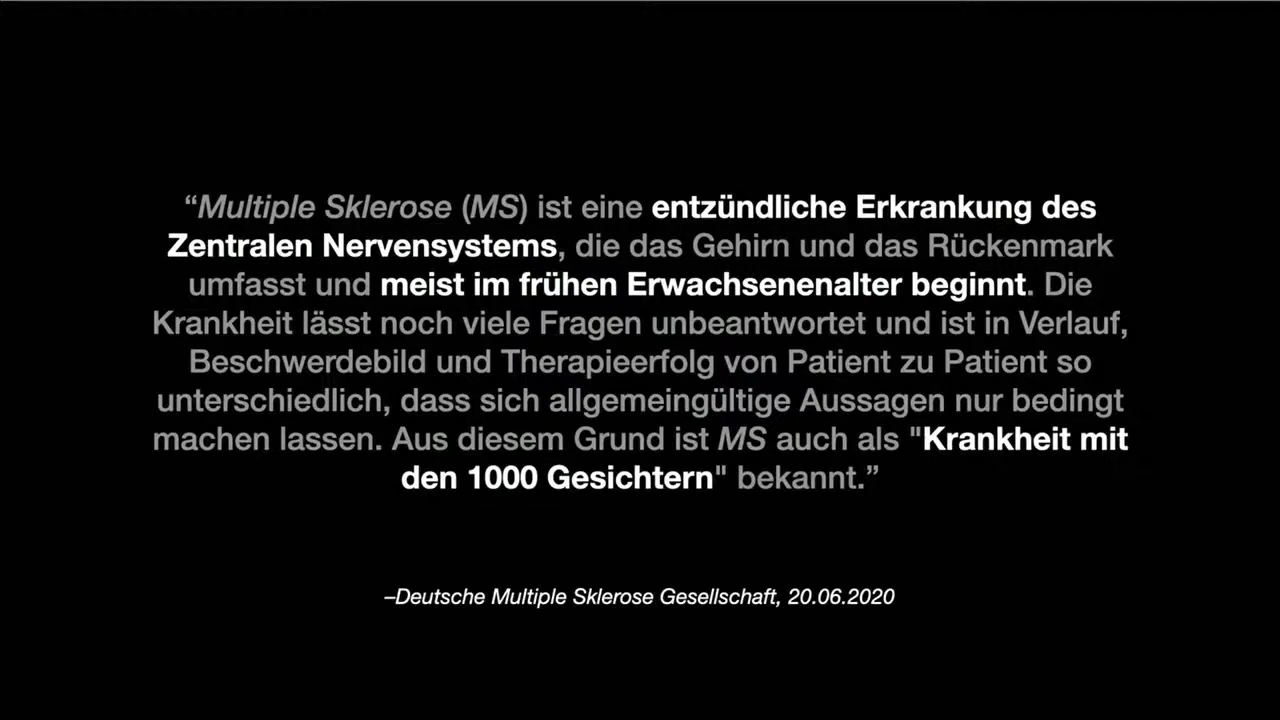 “Multiple Sklerose (MS) ist eine entzündliche Erkrankung des
Zentralen Nervensystems, die das Gehirn und das Rückenmark
umfasst und meist im frühen Erwachsenenalter beginnt. Die
Krankheit lässt noch viele Fragen unbeantwortet und ist in Verlauf,
Beschwerdebild und Therapieerfolg von Patient zu Patient so
unterschiedlich, dass sich allgemeingültige Aussagen nur bedingt
machen lassen. Aus diesem Grund ist MS auch als "Krankheit mit
den 1000 Gesichtern" bekannt.”
–Deutsche Multiple Sklerose Gesellschaft, 20.06.2020